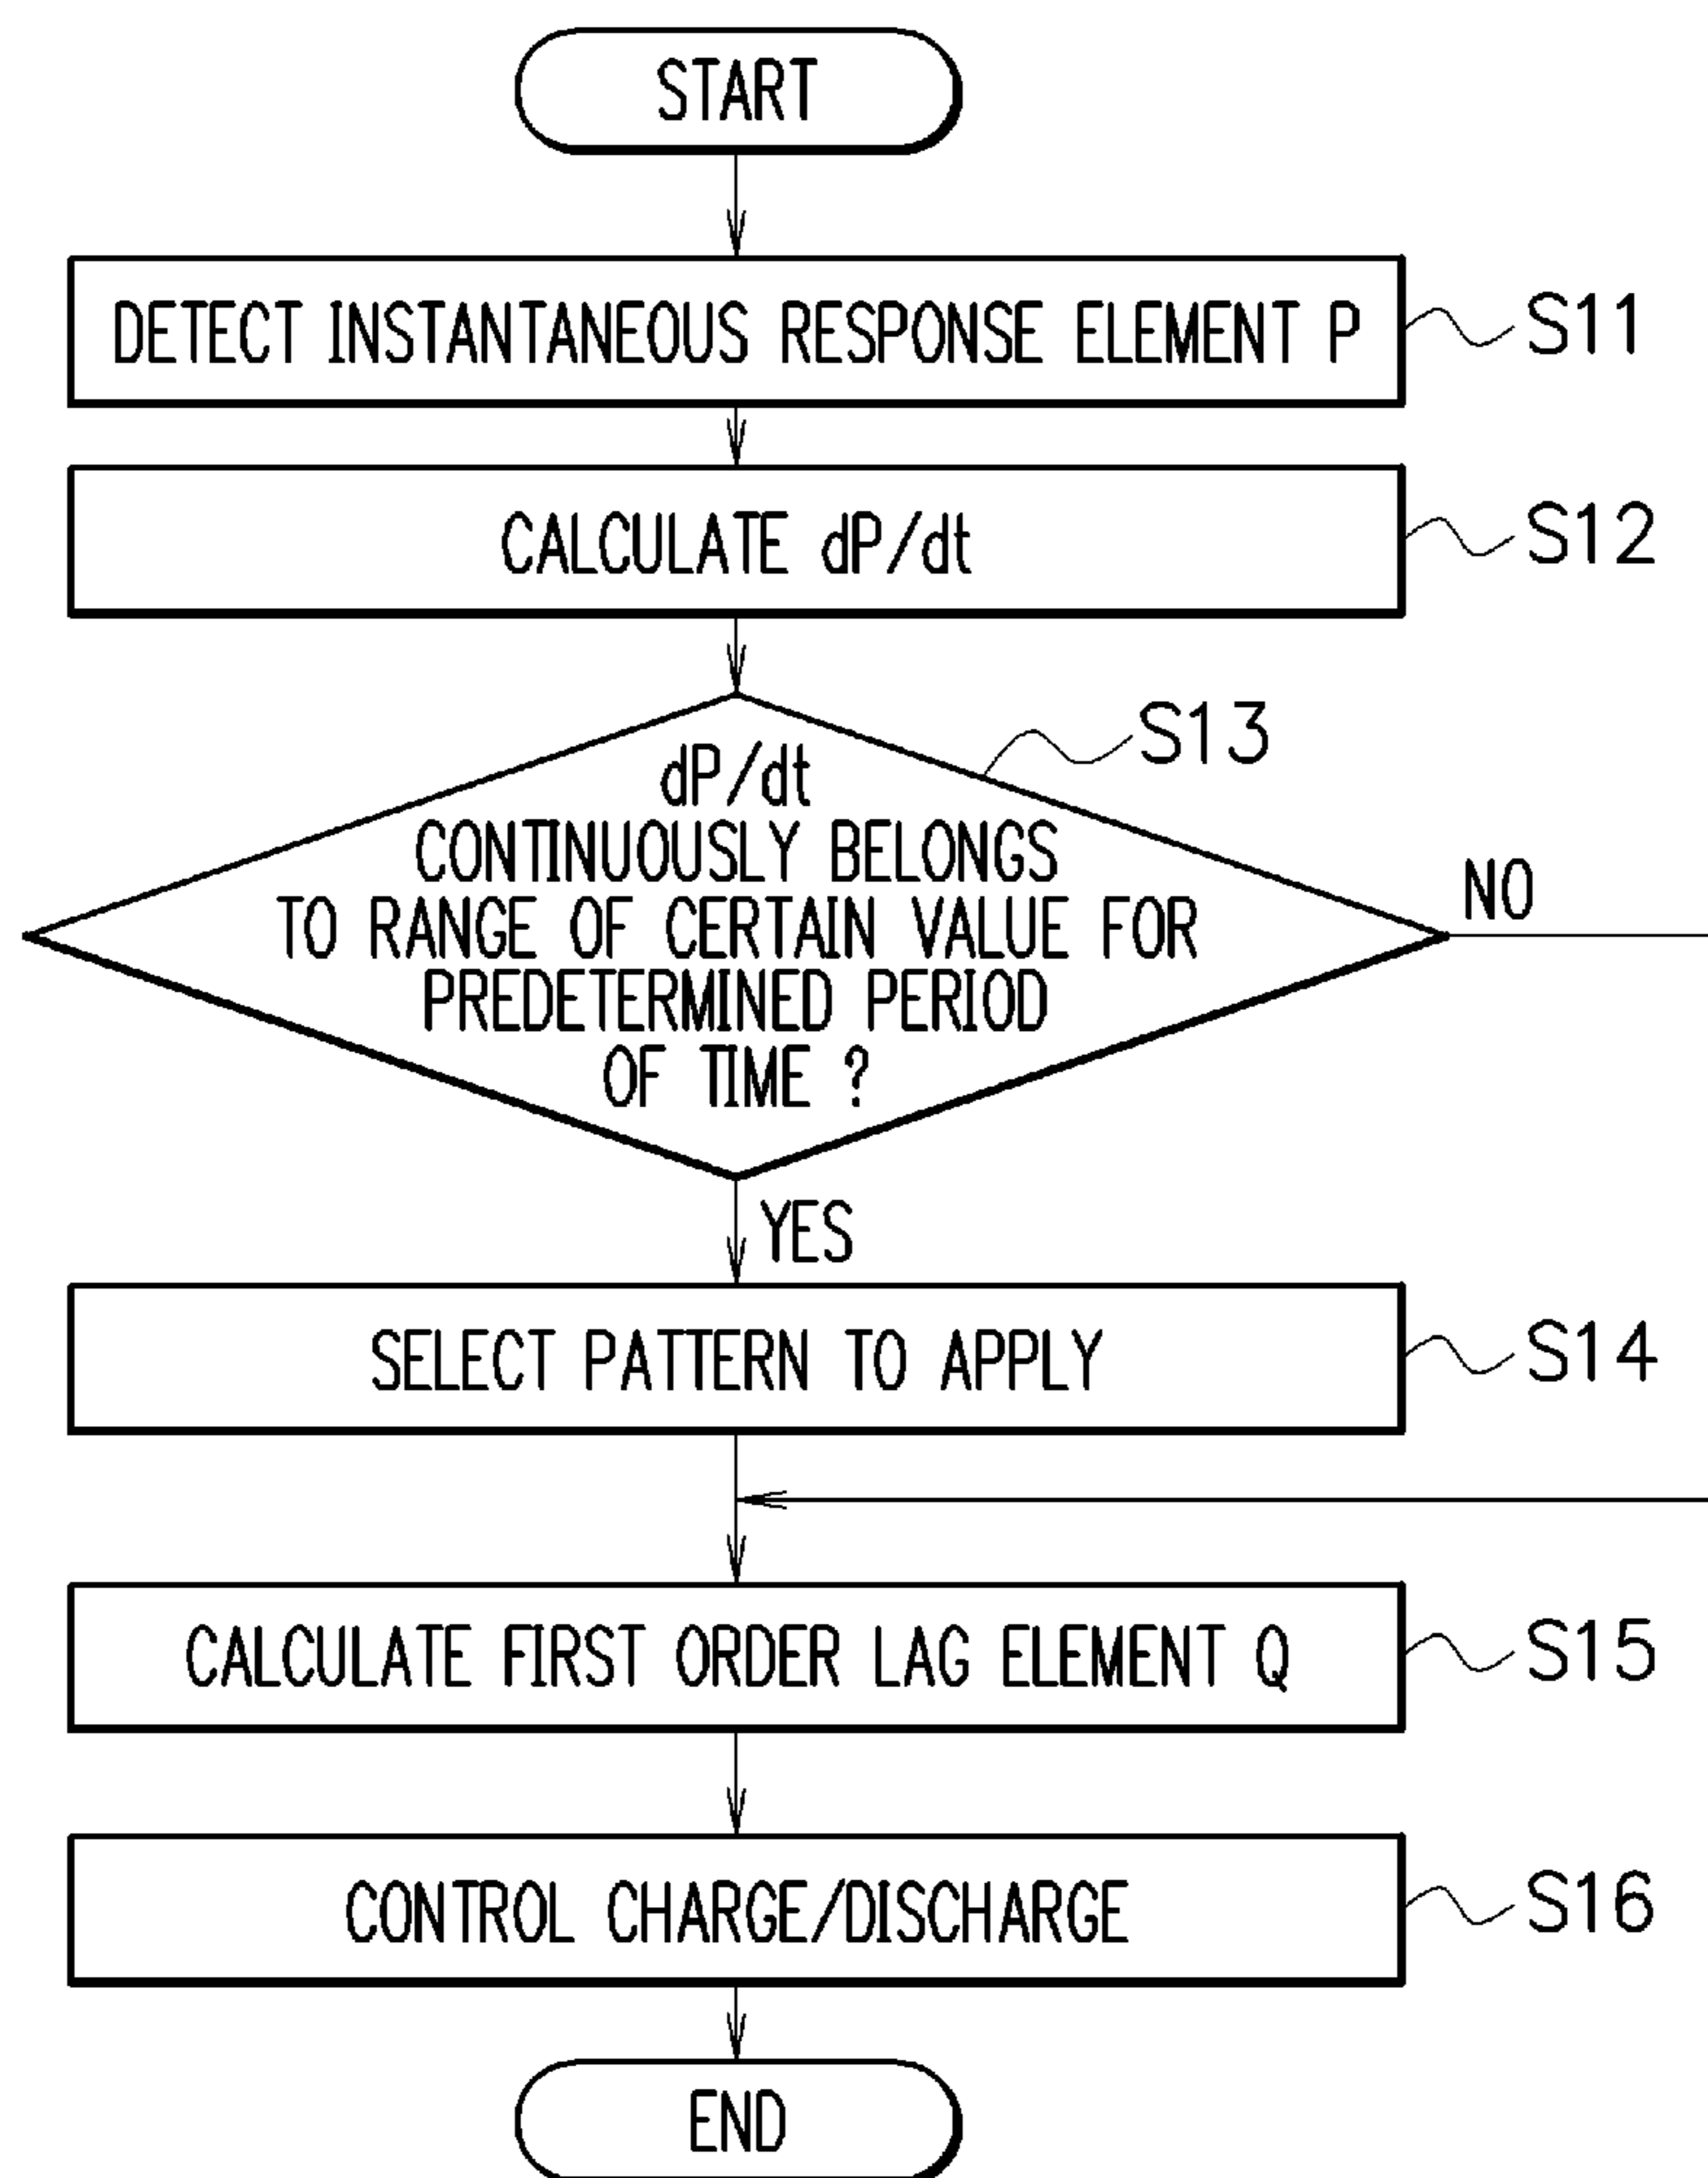 START
DETECT INSTANTANEOUS RESPONSE ELEMENT P
S11
CALCULATE dP/dt
S12
S13
dP/dt
CONTINUOUSLY BELONGS
TO RANGE OF CERTAIN VALUE FOR
PREDETERMINED PERIOD
OF TIME ?
NO
YES
SELECT PATTERN TO APPLY
S14
CALCULATE FIRST ORDER LAG ELEMENT Q
S15
CONTROL CHARGE/DISCHARGE
S16
END